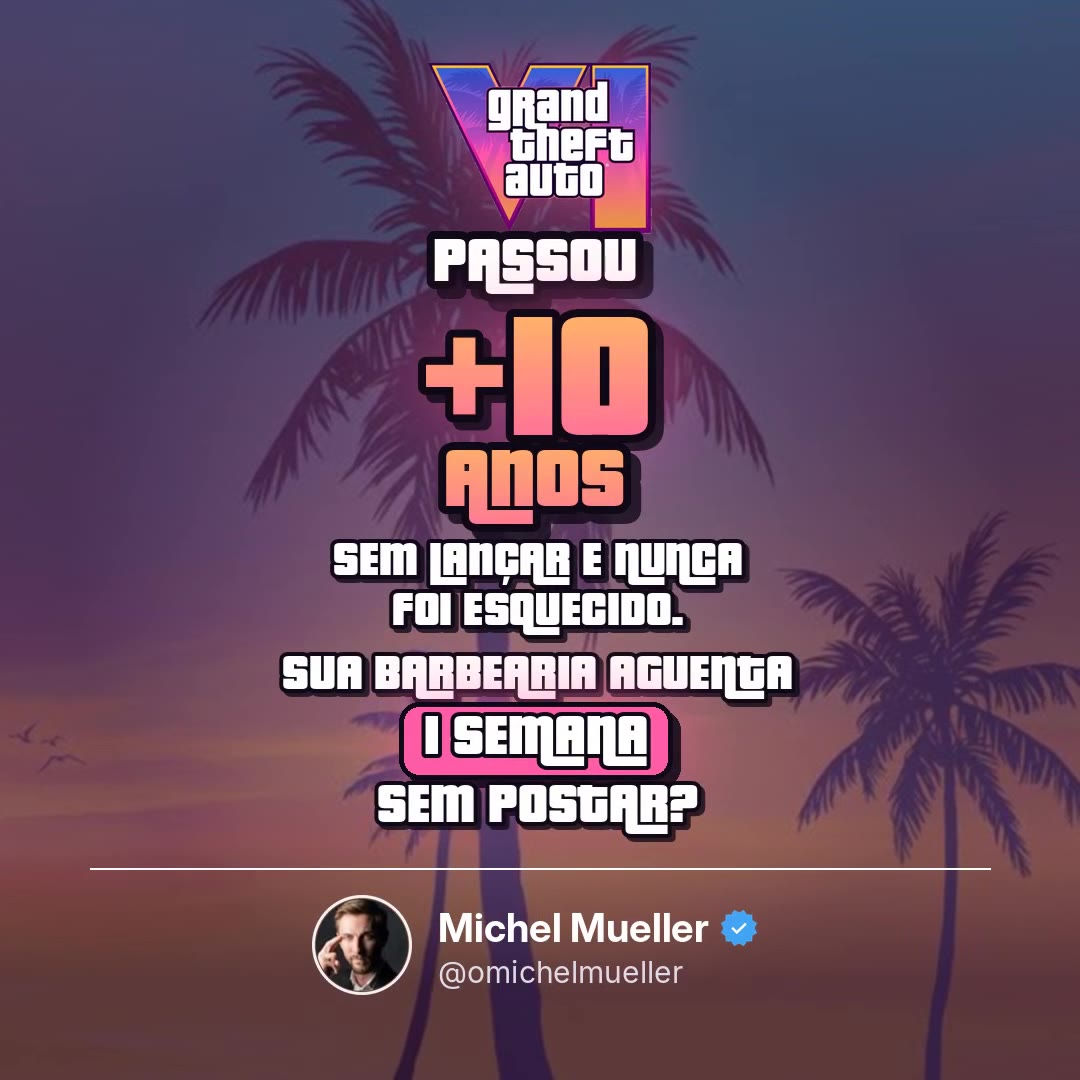 VI
grand
theft
auto
PASSOU
+10
ANOS
SEM LANÇAR E NUNCA
FOI ESQUECIDO.
SUA BARBEARIA AGUENTA
1 SEMANA
SEM POSTAR?
Michel Mueller
@omichelmueller